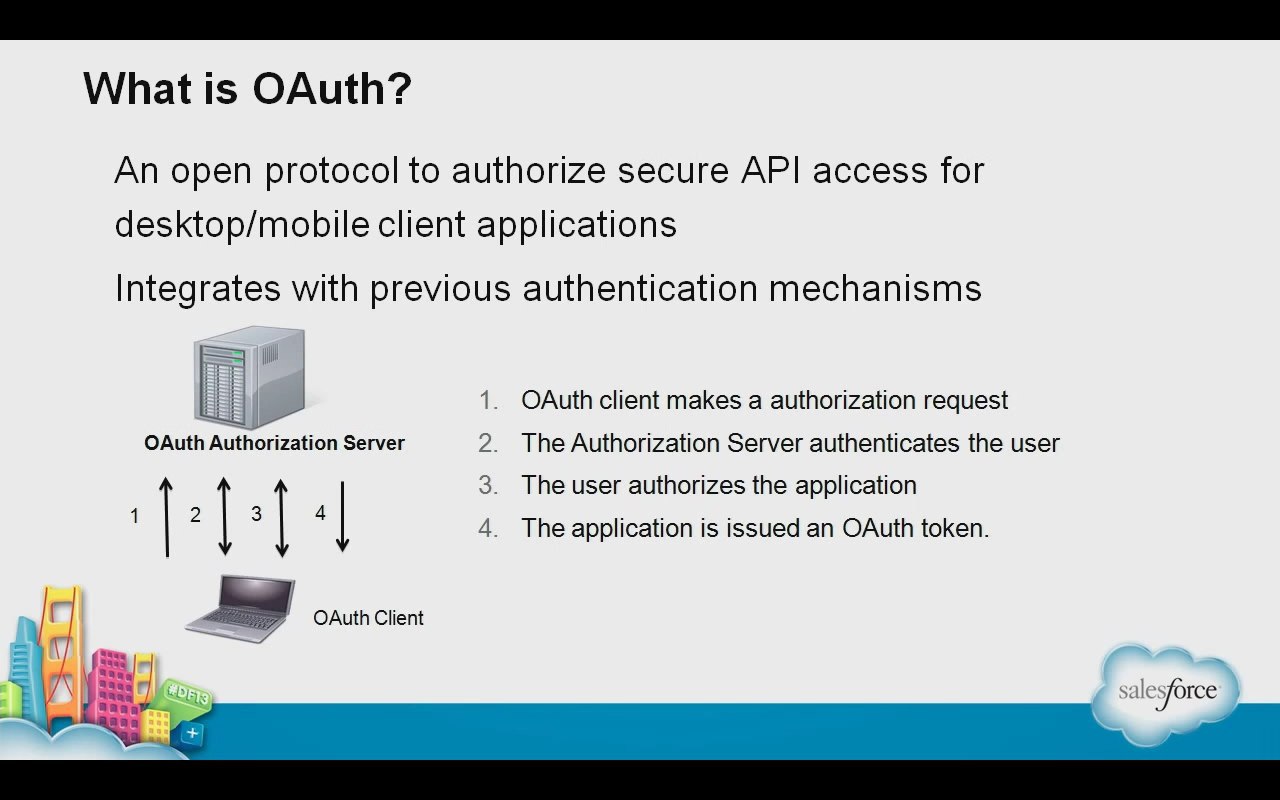 What is OAuth?
An open protocol to authorize secure API access for
desktop/mobile client applications
Integrates with previous authentication mechanisms
OAuth Authorization Server
1 2 3 4
OAuth Client
1. OAuth client makes a authorization request
2. The Authorization Server authenticates the user
3. The user authorizes the application
4. The application is issued an OAuth token.
#DF13
+
salesforce